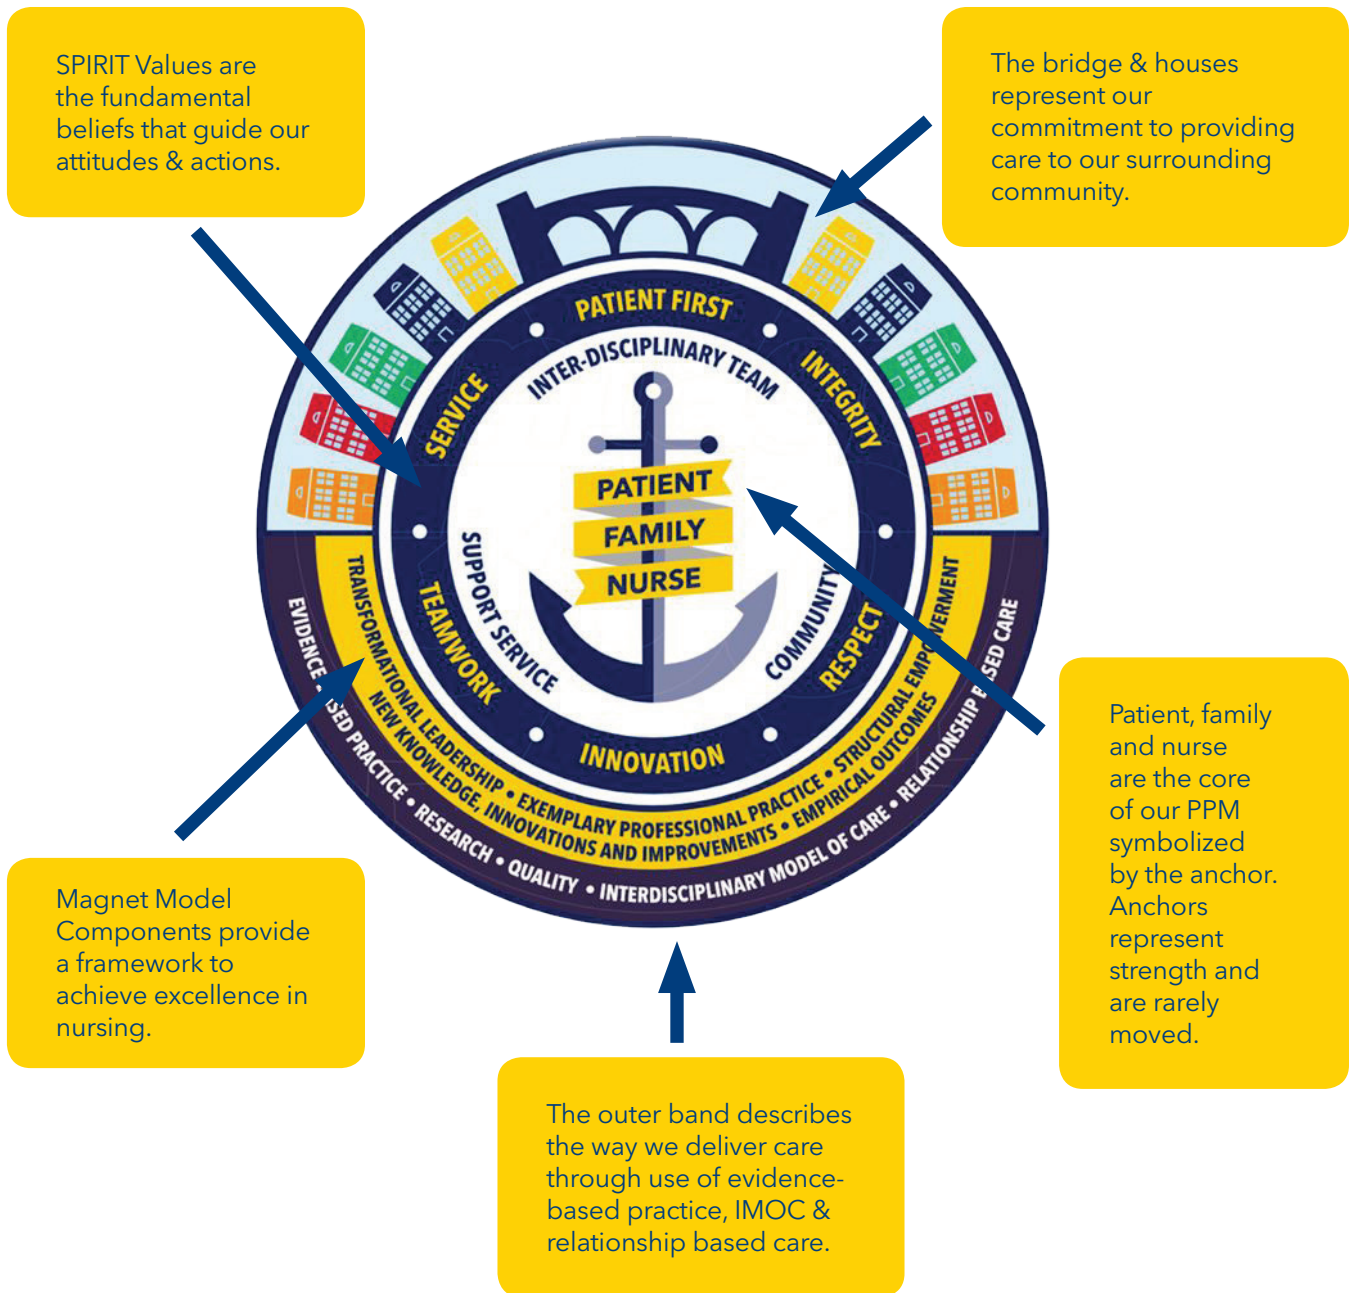 SPIRIT Values are
the fundamental
beliefs that guide our
attitudes & actions.
The bridge & houses
represent our
commitment to providing
care to our surrounding
community.
PATIENT FIRST
INTEGRITY
RESPECT
INNOVATION
TEAMWORK
SERVICE
INTER-DISCIPLINARY TEAM
COMMUNITY
SUPPORT SERVICE
PATIENT
FAMILY
NURSE
TRANSFORMATIONAL LEADERSHIP • EXEMPLARY PROFESSIONAL PRACTICE • STRUCTURAL EMPOWERMENT
NEW KNOWLEDGE, INNOVATIONS AND IMPROVEMENTS • EMPIRICAL OUTCOMES
EVIDENCE BASED PRACTICE • RESEARCH • QUALITY • INTERDISCIPLINARY MODEL OF CARE • RELATIONSHIP BASED CARE
Patient, family
and nurse
are the core
of our PPM
symbolized
by the anchor.
Anchors
represent
strength and
are rarely
moved.
Magnet Model
Components provide
a framework to
achieve excellence in
nursing.
The outer band describes
the way we deliver care
through use of evidence-
based practice, IMOC &
relationship based care.